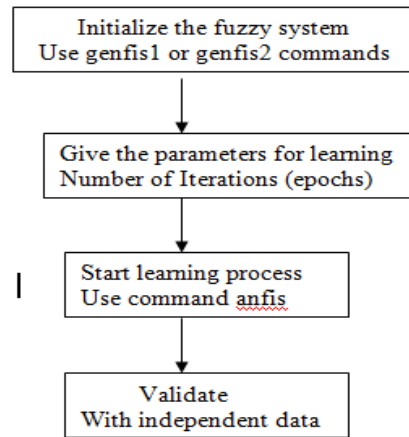 Initialize the fuzzy system
Use genfis1 or genfis2 commands
Give the parameters for learning
Number of Iterations (epochs)
Start learning process
Use command anfis
Validate
With independent data